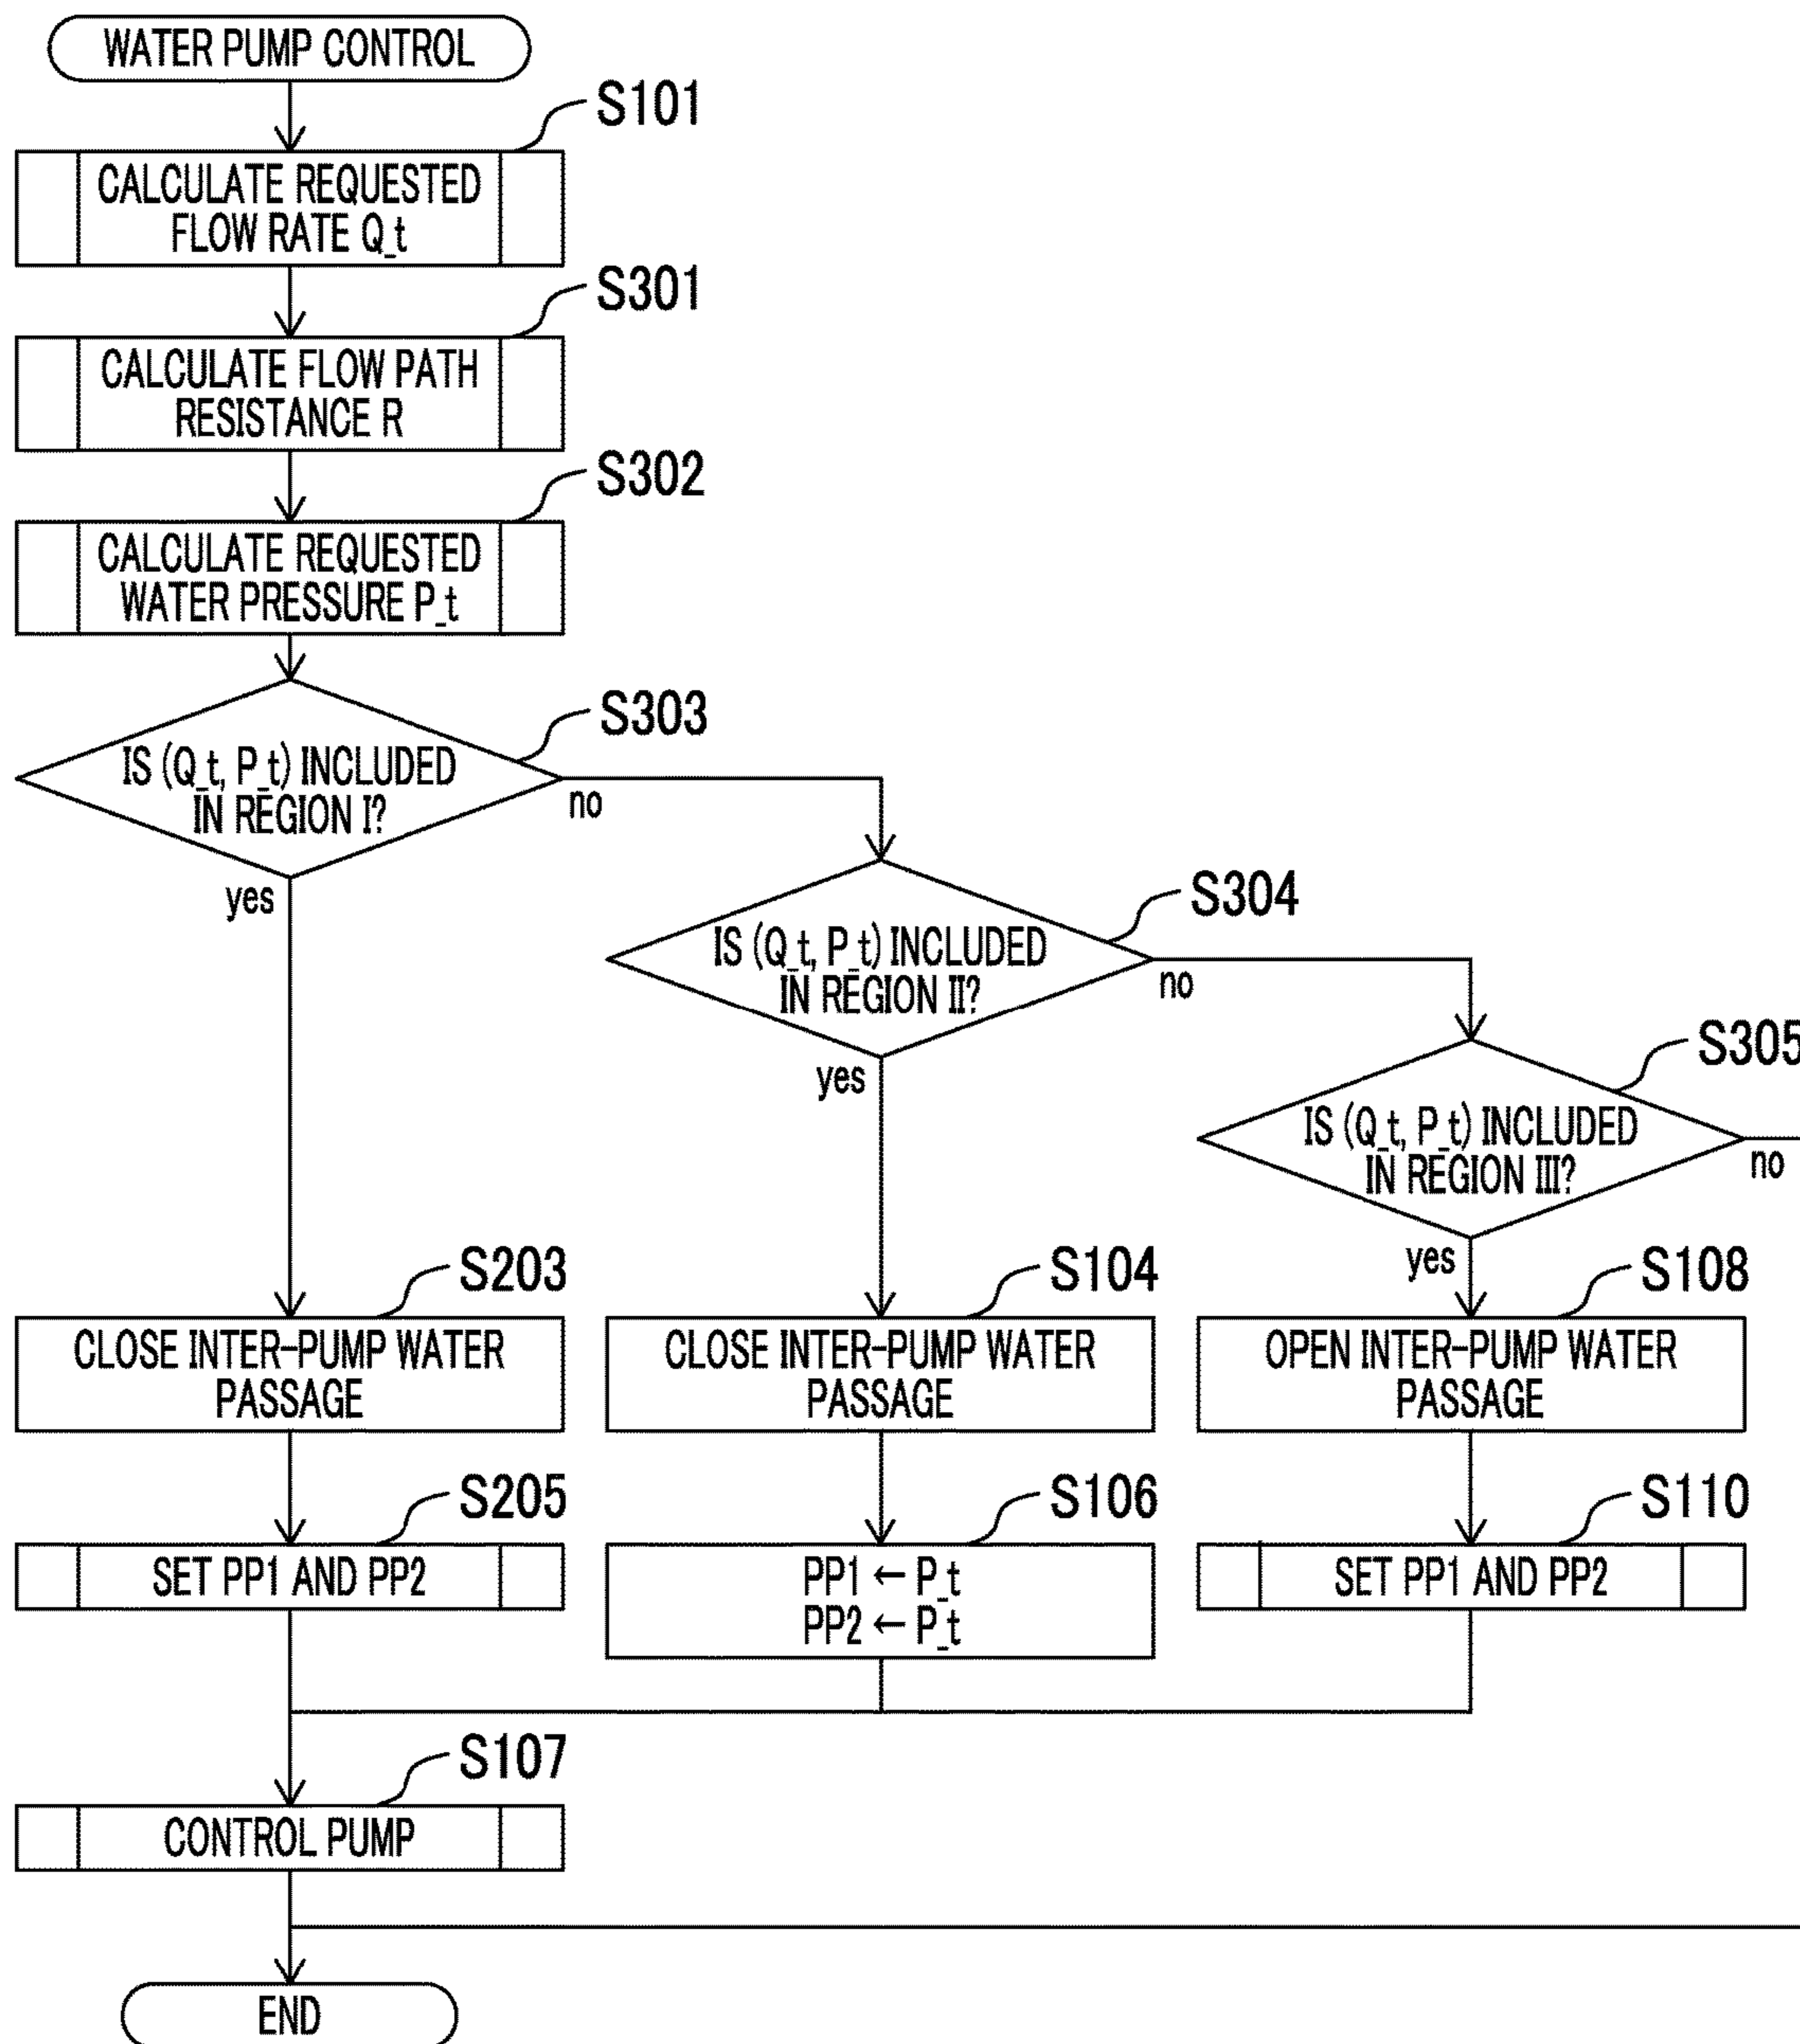 WATER PUMP CONTROL
S101
CALCULATE REQUESTED
FLOW RATE Q_t
S301
CALCULATE FLOW PATH
RESISTANCE R
S302
CALCULATE REQUESTED
WATER PRESSURE P_t
S303
IS (Q_t, P_t) INCLUDED
IN REGION I?
no
yes
S304
IS (Q_t, P_t) INCLUDED
IN REGION II?
no
yes
S305
IS (Q_t, P_t) INCLUDED
IN REGION III?
no
yes
S203
CLOSE INTER-PUMP WATER
PASSAGE
S104
CLOSE INTER-PUMP WATER
PASSAGE
S108
OPEN INTER-PUMP WATER
PASSAGE
S205
SET PP1 AND PP2
S106
PP1 ← P_t
PP2 ← P_t
S110
SET PP1 AND PP2
S107
CONTROL PUMP
END